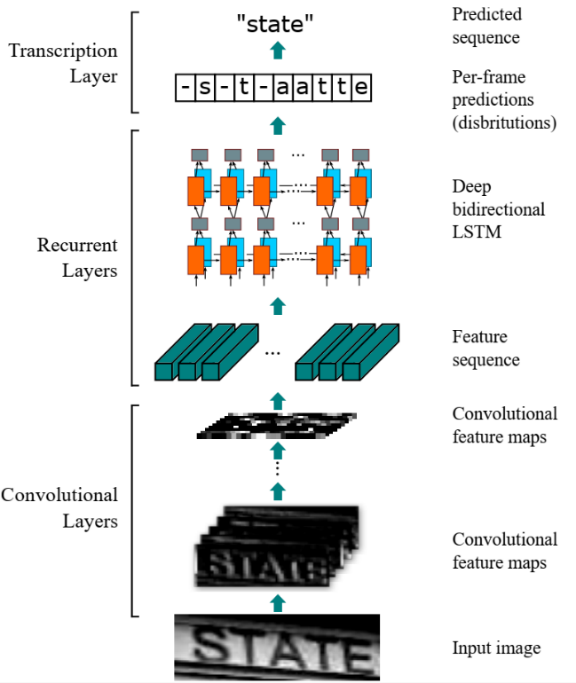 "state"
Predicted
sequence
Transcription
Layer
- s - t - a a t t e
Per-frame
predictions
(disbritutions)
Recurrent
Layers
...
...
Deep
bidirectional
LSTM
...
Feature
sequence
Convolutional
Layers
Convolutional
feature maps
STATE
Convolutional
feature maps
STATE
Input image